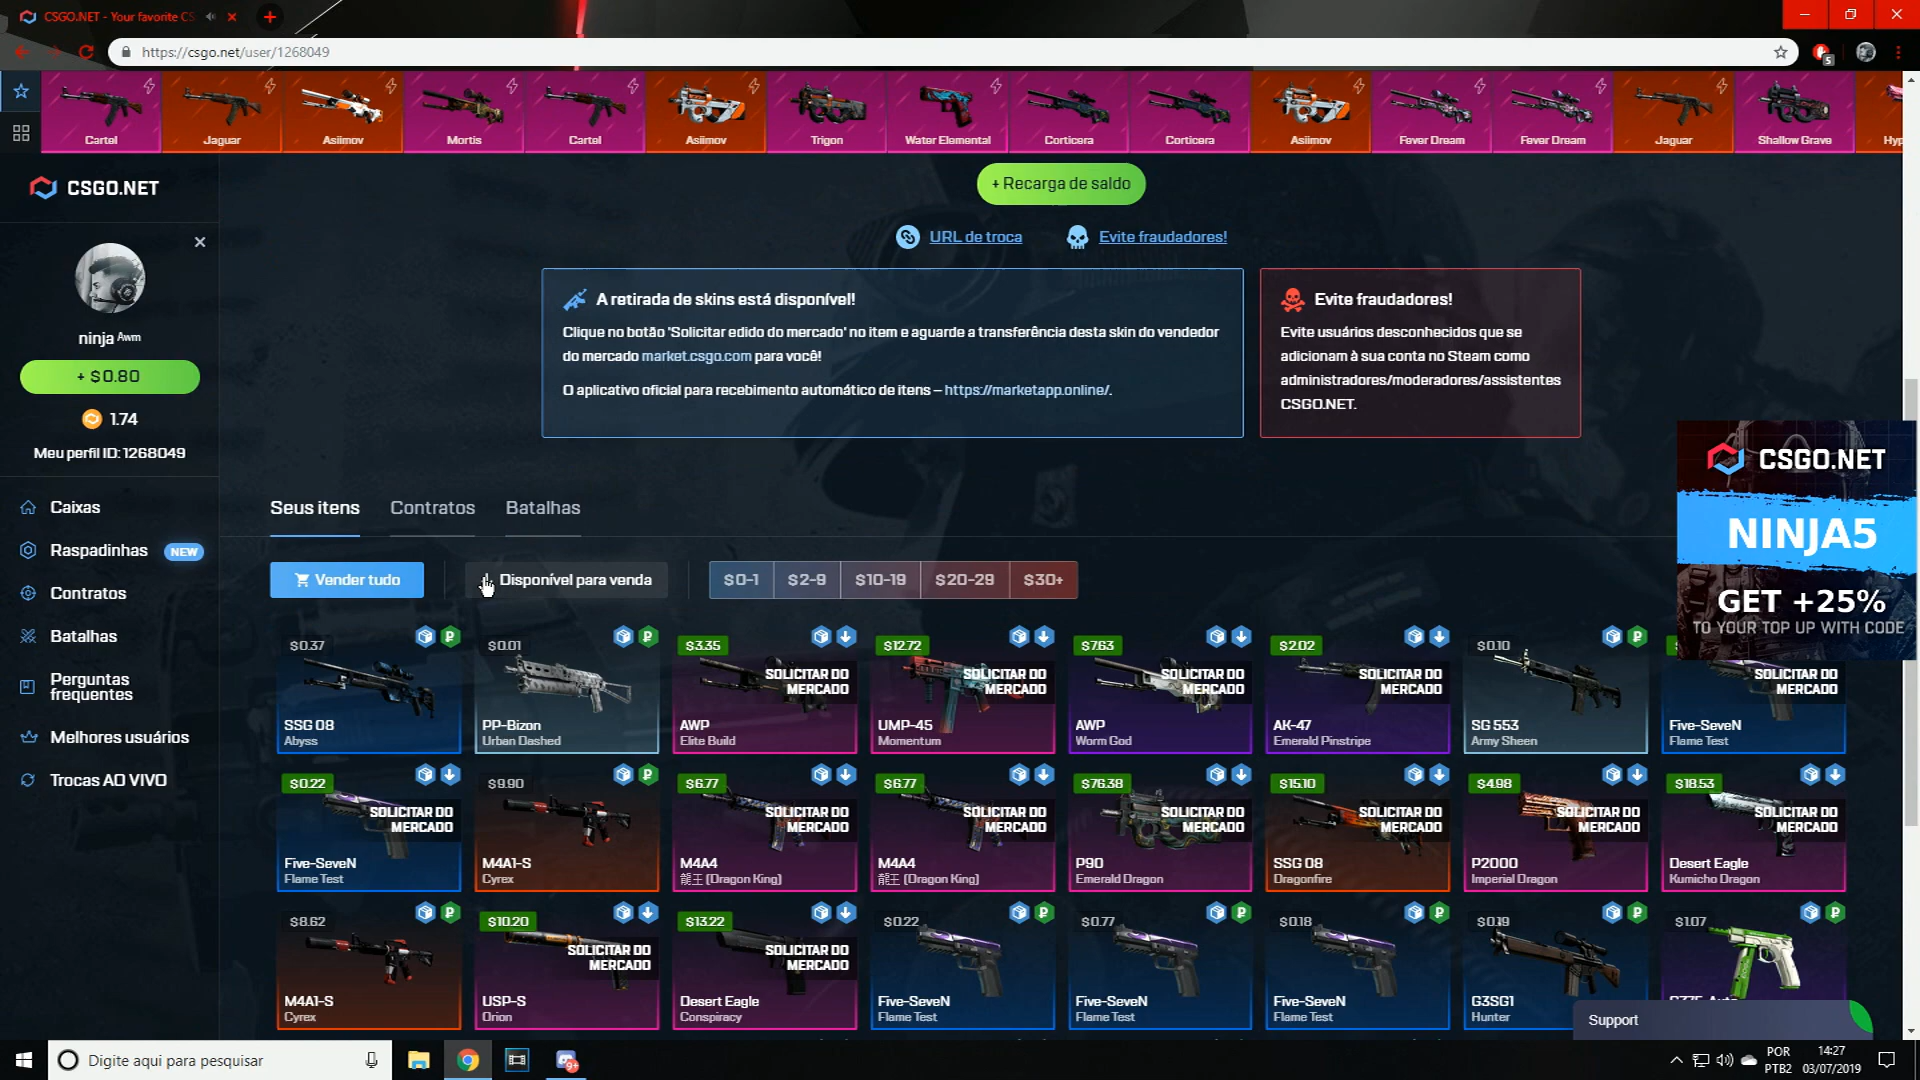 CSGO.NET - Your favorite CS
https://csgo.net/user/1268049
5
Cartel
Jaguar
Asiimov
Mortis
Cartel
Asiimov
Trigon
Water Elemental
Corticera
Corticera
Asiimov
Fever Dream
Fever Dream
Jaguar
Shallow Grave
Hyp
CSGO.NET
+ Recarga de saldo
URL de troca
Evite fraudadores!
ninja Awm
+ $0.80
1.74
Meu perfil ID: 1268049
A retirada de skins está disponível!
Clique no botão 'Solicitar edido do mercado' no item e aguarde a transferência desta skin do vendedor
do mercado market.csgo.com para você!
O aplicativo oficial para recebimento automático de itens – https://marketapp.online/.
Evite fraudadores!
Evite usuários desconhecidos que se
adicionam à sua conta no Steam como
administradores/moderadores/assistentes
CSGO.NET.
CSGO.NET
NINJA5
GET +25%
TO YOUR TOP UP WITH CODE
Caixas
Raspadinhas NEW
Contratos
Batalhas
Perguntas
frequentes
Melhores usuários
Trocas AO VIVO
Seus itens
Contratos
Batalhas
Vender tudo
Disponível para venda
$0-1
$2-9
$10-19
$20-29
$30+
$0.37
SSG 08
Abyss
$0.01
PP-Bizon
Urban Dashed
$3.35
SOLICITAR DO
MERCADO
AWP
Elite Build
$12.72
SOLICITAR DO
MERCADO
UMP-45
Momentum
$7.63
SOLICITAR DO
MERCADO
AWP
Worm God
$2.02
SOLICITAR DO
MERCADO
AK-47
Emerald Pinstripe
$0.10
SG 553
Army Sheen
SOLICITAR DO
MERCADO
Five-SeveN
Flame Test
$0.22
SOLICITAR DO
MERCADO
Five-SeveN
Flame Test
$9.90
M4A1-S
Cyrex
$6.77
SOLICITAR DO
MERCADO
M4A4
龍王 (Dragon King)
$6.77
SOLICITAR DO
MERCADO
M4A4
龍王 (Dragon King)
$76.38
SOLICITAR DO
MERCADO
P90
Emerald Dragon
$15.10
SOLICITAR DO
MERCADO
SSG 08
Dragonfire
$4.98
SOLICITAR DO
MERCADO
P2000
Imperial Dragon
$18.53
SOLICITAR DO
MERCADO
Desert Eagle
Kumicho Dragon
$8.62
M4A1-S
Cyrex
$10.20
SOLICITAR DO
MERCADO
USP-S
Orion
$13.22
SOLICITAR DO
MERCADO
Desert Eagle
Conspiracy
$0.22
Five-SeveN
Flame Test
$0.77
Five-SeveN
Flame Test
$0.18
Five-SeveN
Flame Test
$0.19
G3SG1
Hunter
$1.07
Support
Digite aqui para pesquisar
9+
POR
PTB2
14:27
03/07/2019